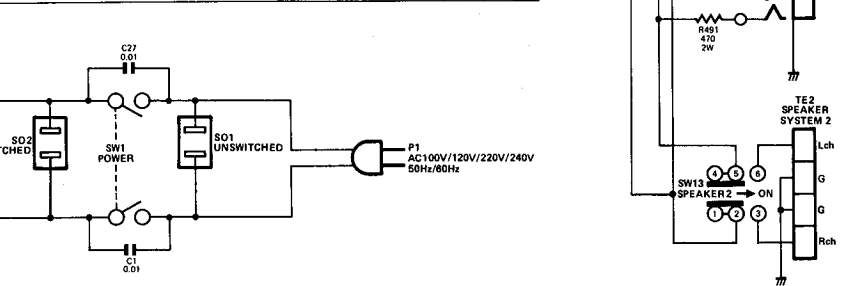 C27
0.01
SO2
TCHED
SW1
POWER
SO1
UNSWITCHED
P1
AC100V/120V/220V/240V
50Hz/60Hz
C1
0.01
R491
470
2W
TE2
SPEAKER
SYSTEM 2
Lch
G
G
Rch
4 5 6
SW13
SPEAKER2 → ON
1 2 3